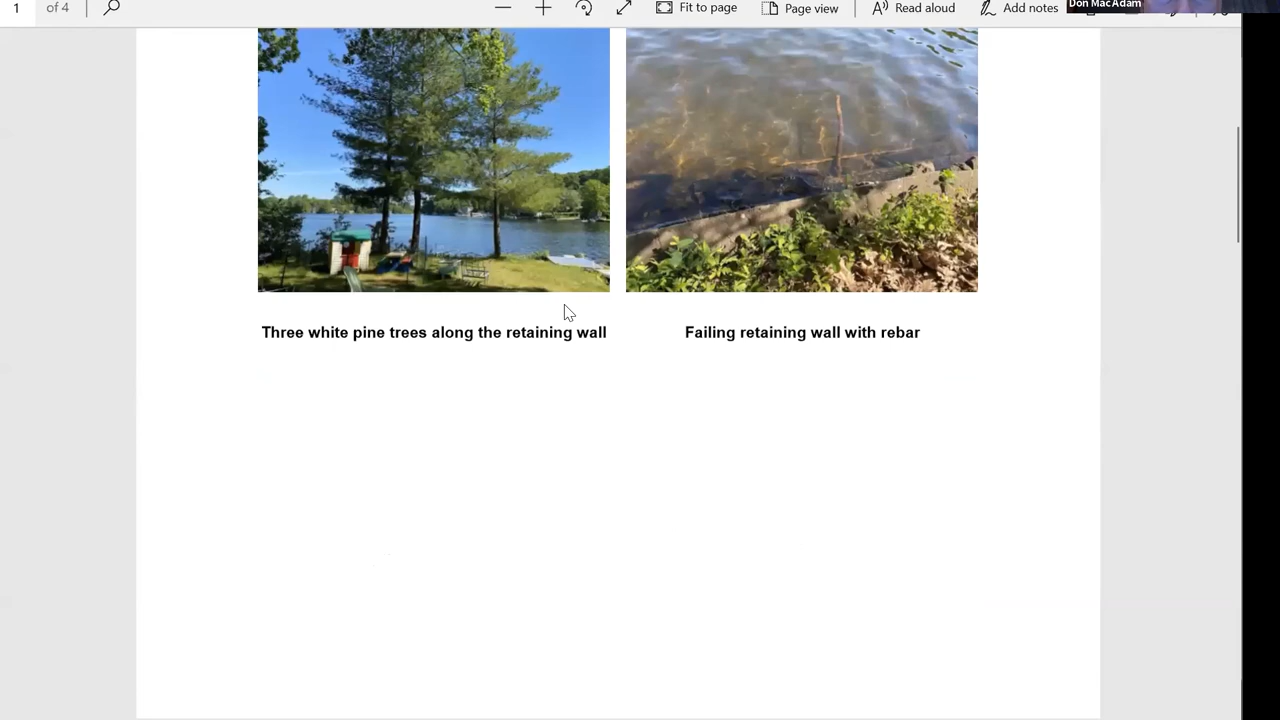 Don MacAdam
1 of 4 Fit to page Page view Read aloud Add notes
Three white pine trees along the retaining wall
Failing retaining wall with rebar